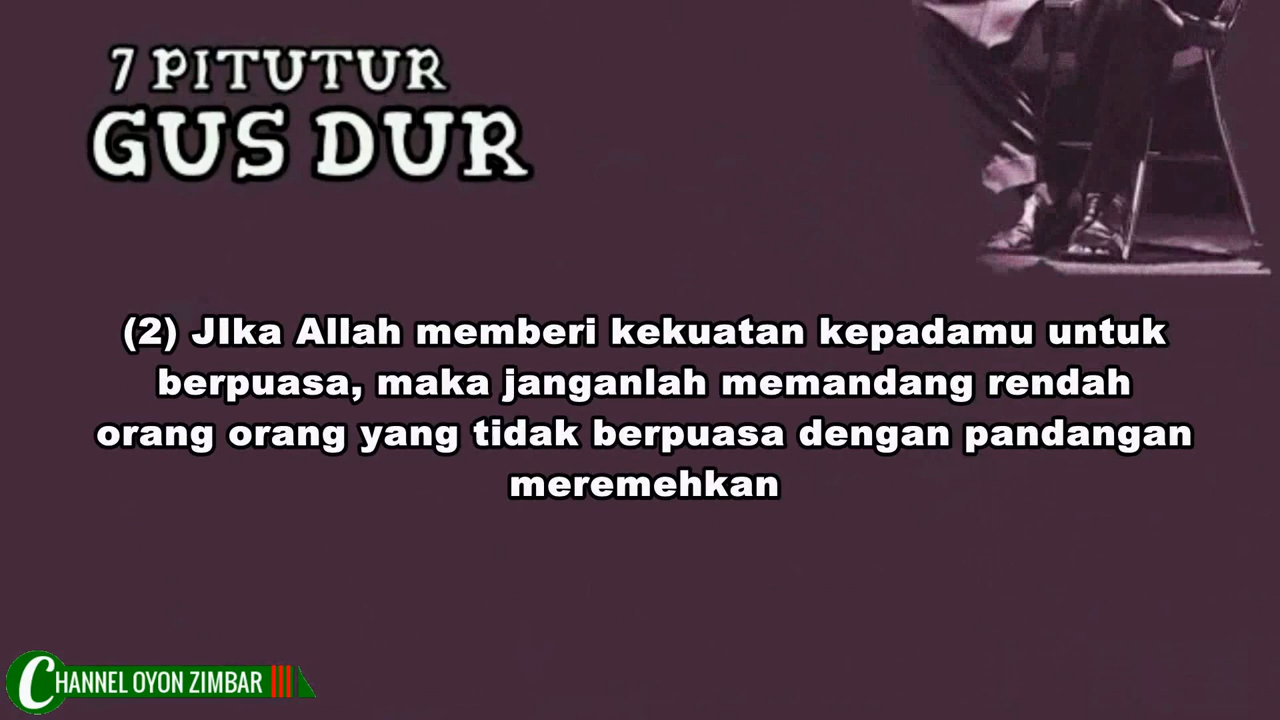 7 PITUTUR
GUS DUR
(2) JIka Allah memberi kekuatan kepadamu untuk
berpuasa, maka janganlah memandang rendah
orang orang yang tidak berpuasa dengan pandangan
meremehkan
CHANNEL OYON ZIMBAR